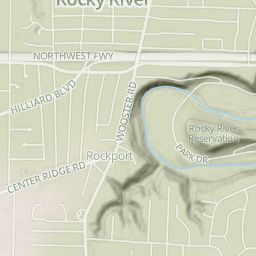 Rocky River
NORTHWEST FWY
HILLIARD BLVD
WOOSTER RD
Rocky River
Reservation
PARK DR.
Rockport
CENTER RIDGE RD